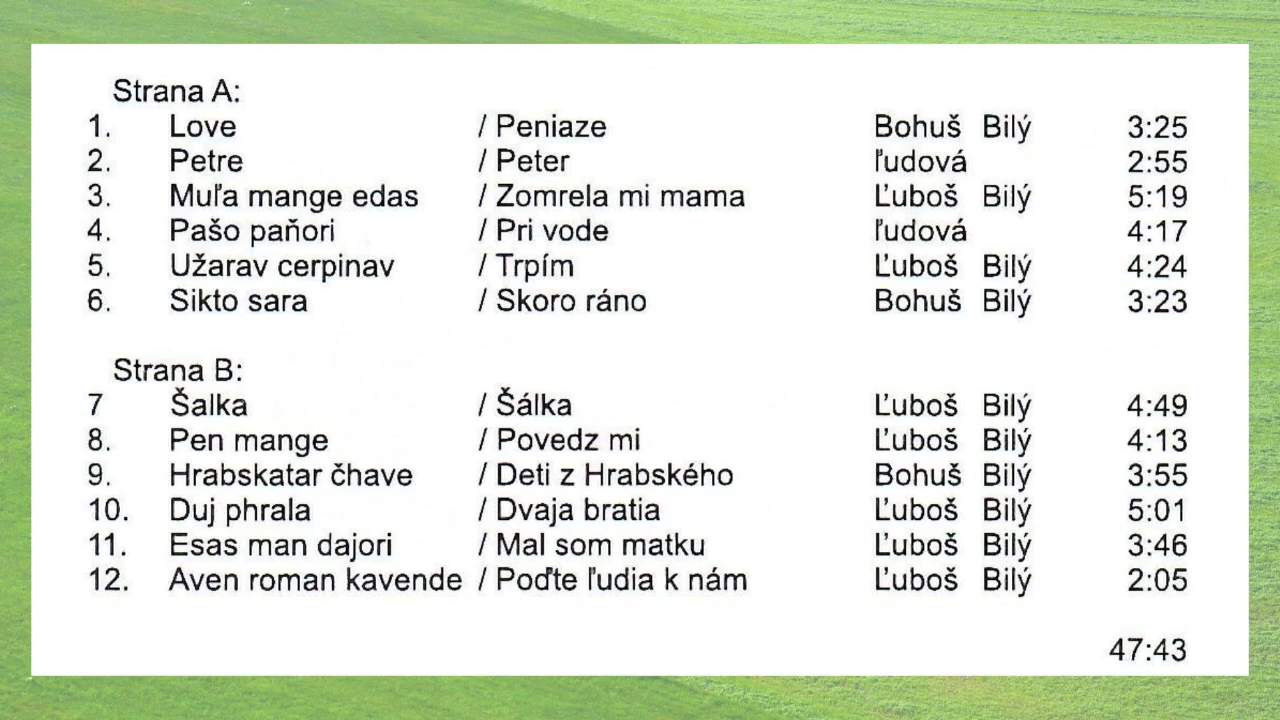 Strana A:
1. Love / Peniaze Bohuš Bilý 3:25
2. Petre / Peter ľudová 2:55
3. Muľa mange edas / Zomrela mi mama Ľuboš Bilý 5:19
4. Pašo paňori / Pri vode ľudová 4:17
5. Užarav cerpinav / Trpím Ľuboš Bilý 4:24
6. Sikto sara / Skoro ráno Bohuš Bilý 3:23
Strana B:
7 Šalka / Šálka Ľuboš Bilý 4:49
8. Pen mange / Povedz mi Ľuboš Bilý 4:13
9. Hrabskatar čhave / Deti z Hrabského Bohuš Bilý 3:55
10. Duj phrala / Dvaja bratia Ľuboš Bilý 5:01
11. Esas man dajori / Mal som matku Ľuboš Bilý 3:46
12. Aven roman kavende / Poďte ľudia k nám Ľuboš Bilý 2:05
47:43